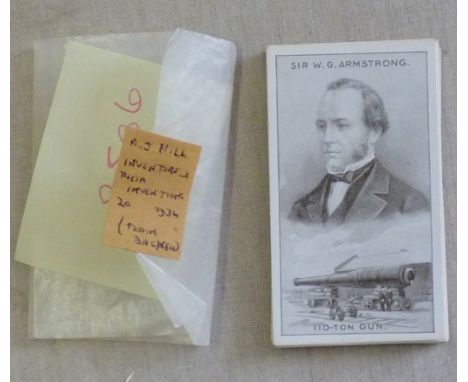 R. J HILL
INVENTORS &
THEIR
INVENTIONS
20 1934
(PLAIN
BACKED)
SIR W. G. ARMSTRONG.
110-TON GUN.